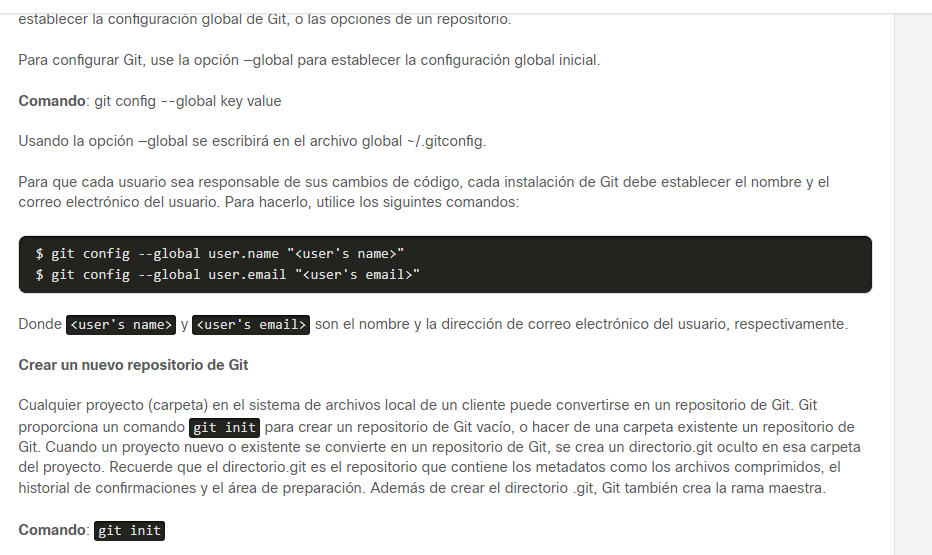 establecer la configuración global de Git, o las opciones de un repositorio.
Para configurar Git, use la opción –global para establecer la configuración global inicial.
Comando: git config --global key value
Usando la opción –global se escribirá en el archivo global ~/.gitconfig.
Para que cada usuario sea responsable de sus cambios de código, cada instalación de Git debe establecer el nombre y el
correo electrónico del usuario. Para hacerlo, utilice los siguintes comandos:
$ git config --global user.name "<user's name>"
$ git config --global user.email "<user's email>"
Donde <user's name> y <user's email> son el nombre y la dirección de correo electrónico del usuario, respectivamente.
Crear un nuevo repositorio de Git
Cualquier proyecto (carpeta) en el sistema de archivos local de un cliente puede convertirse en un repositorio de Git. Git
proporciona un comando git init para crear un repositorio de Git vacío, o hacer de una carpeta existente un repositorio de
Git. Cuando un proyecto nuevo o existente se convierte en un repositorio de Git, se crea un directorio.git oculto en esa carpeta
del proyecto. Recuerde que el directorio.git es el repositorio que contiene los metadatos como los archivos comprimidos, el
historial de confirmaciones y el área de preparación. Además de crear el directorio .git, Git también crea la rama maestra.
Comando: git init